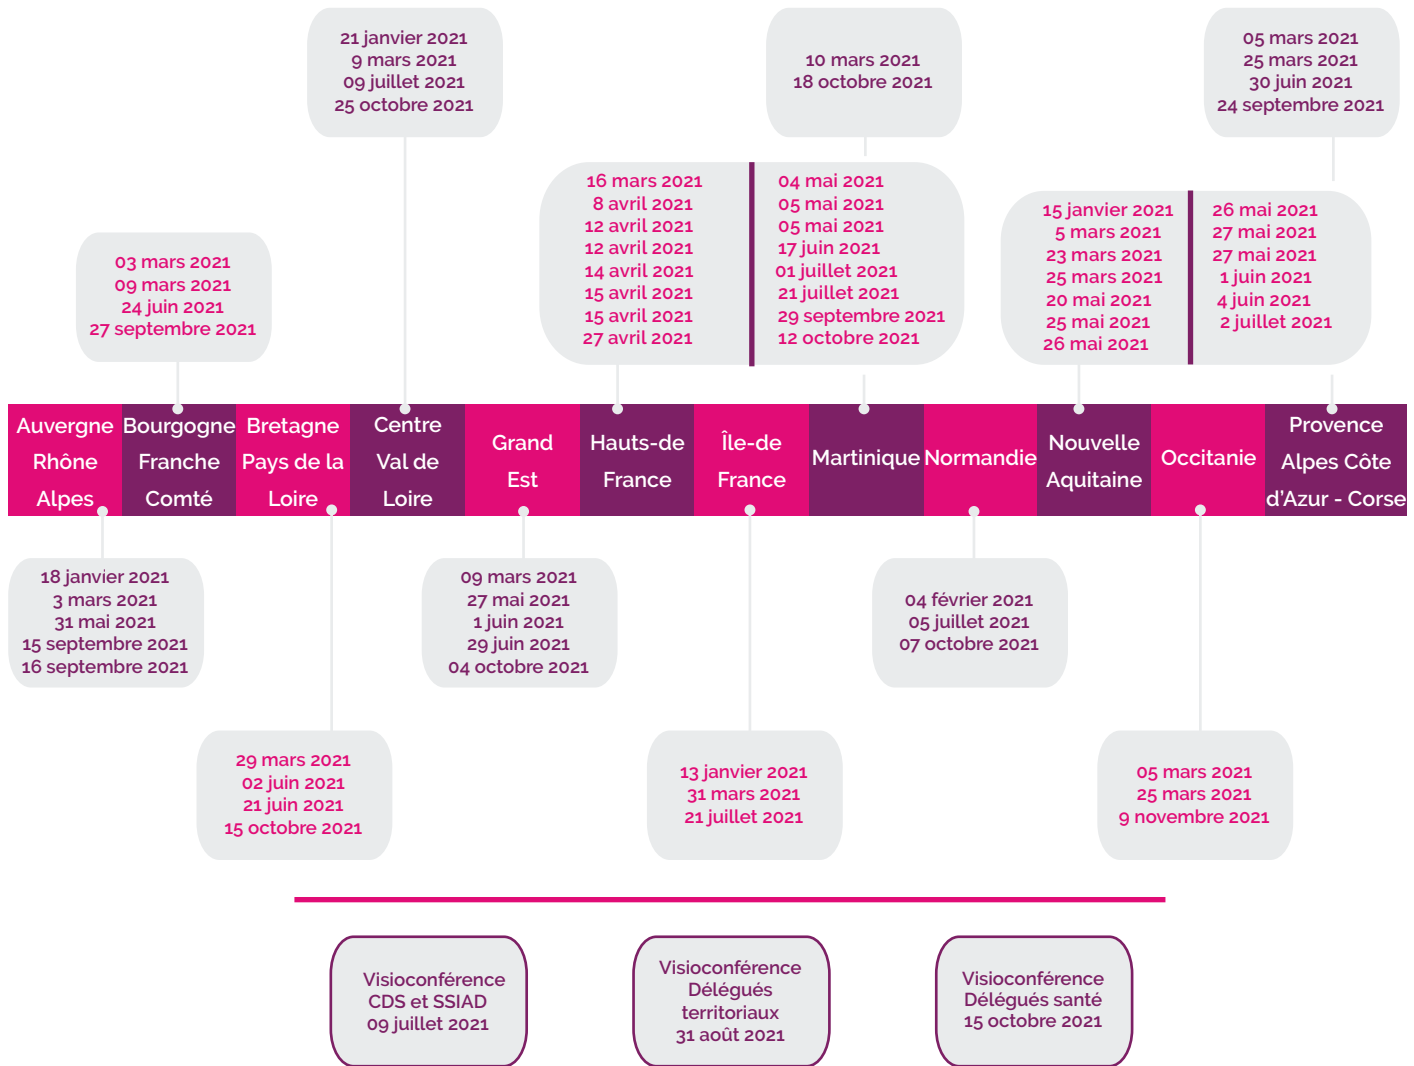 21 janvier 2021
9 mars 2021
09 juillet 2021
25 octobre 2021
10 mars 2021
18 octobre 2021
05 mars 2021
25 mars 2021
30 juin 2021
24 septembre 2021
16 mars 2021
8 avril 2021
12 avril 2021
12 avril 2021
14 avril 2021
15 avril 2021
15 avril 2021
27 avril 2021
04 mai 2021
05 mai 2021
05 mai 2021
17 juin 2021
01 juillet 2021
21 juillet 2021
29 septembre 2021
12 octobre 2021
15 janvier 2021
5 mars 2021
23 mars 2021
25 mars 2021
20 mai 2021
25 mai 2021
26 mai 2021
26 mai 2021
27 mai 2021
27 mai 2021
1 juin 2021
4 juin 2021
2 juillet 2021
03 mars 2021
09 mars 2021
24 juin 2021
27 septembre 2021
Auvergne
Rhône
Alpes
Bourgogne
Franche
Comté
Bretagne
Pays de la
Loire
Centre
Val de
Loire
Grand
Est
Hauts-de
France
Île-de
France
Martinique
Normandie
Nouvelle
Aquitaine
Occitanie
Provence
Alpes Côte
d'Azur - Corse
18 janvier 2021
3 mars 2021
31 mai 2021
15 septembre 2021
16 septembre 2021
09 mars 2021
27 mai 2021
1 juin 2021
29 juin 2021
04 octobre 2021
04 février 2021
05 juillet 2021
07 octobre 2021
29 mars 2021
02 juin 2021
21 juin 2021
15 octobre 2021
13 janvier 2021
31 mars 2021
21 juillet 2021
05 mars 2021
25 mars 2021
9 novembre 2021
Visioconférence
CDS et SSIAD
09 juillet 2021
Visioconférence
Délégués
territoriaux
31 août 2021
Visioconférence
Délégués santé
15 octobre 2021